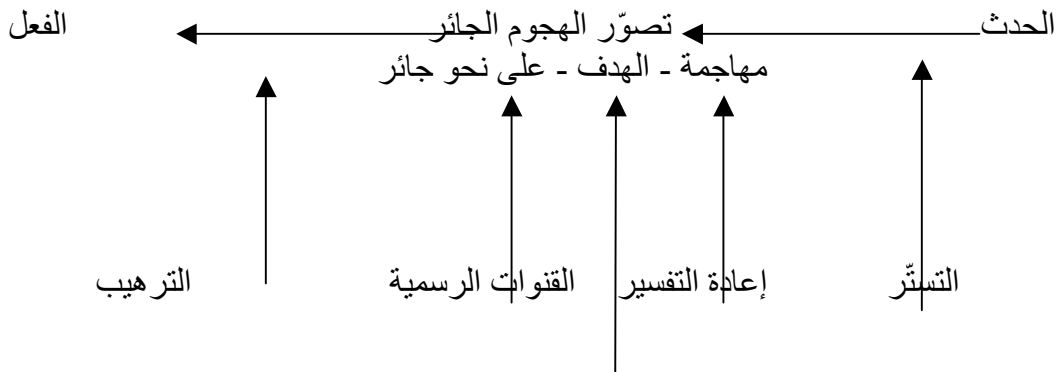 الحدث تصوّر الهجوم الجائر الفعل
مهاجمة - الهدف - على نحو جائر
التستّر إعادة التفسير القنوات الرسمية الترهيب